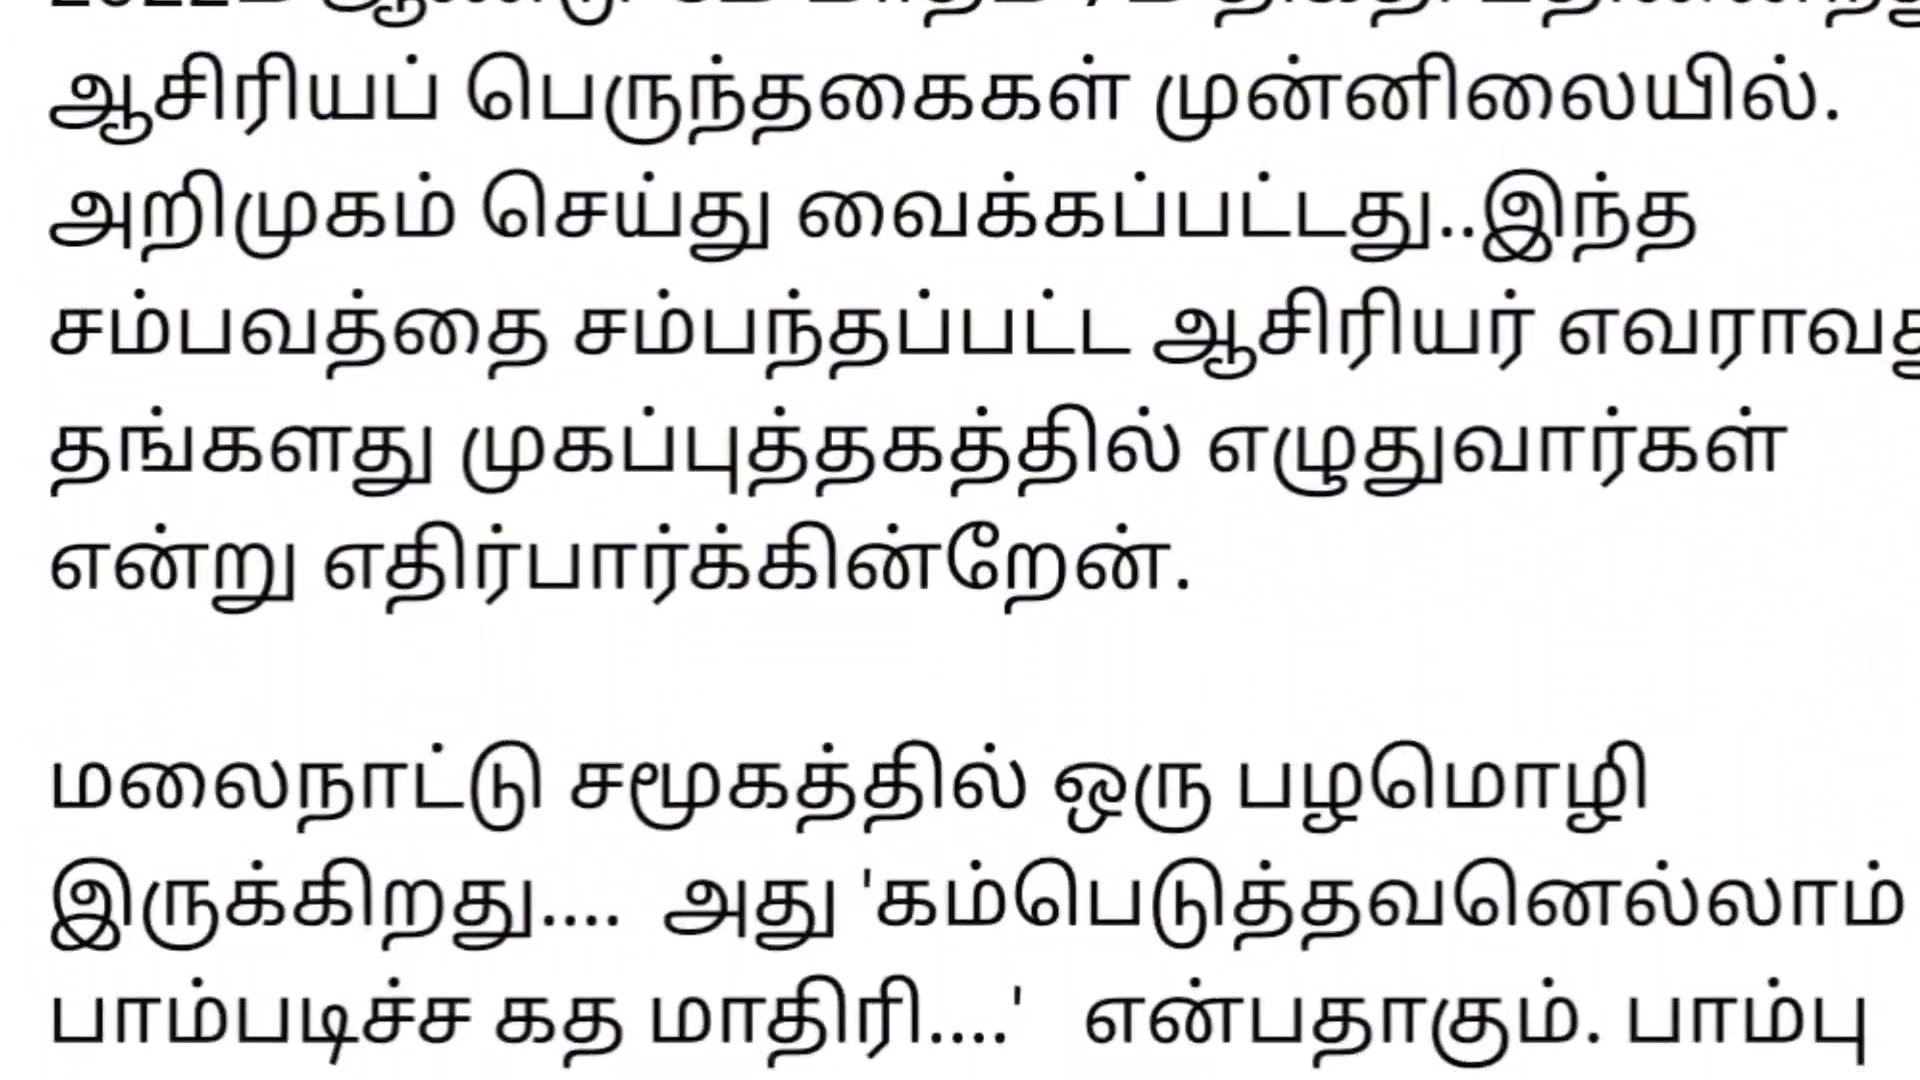 ஆசிரியப் பெருந்தகைகள் முன்னிலையில்.
அறிமுகம் செய்து வைக்கப்பட்டது..இந்த
சம்பவத்தை சம்பந்தப்பட்ட ஆசிரியர் எவராவது
தங்களது முகப்புத்தகத்தில் எழுதுவார்கள்
என்று எதிர்பார்க்கின்றேன்.
மலைநாட்டு சமூகத்தில் ஒரு பழமொழி
இருக்கிறது.... அது 'கம்பெடுத்தவனெல்லாம்
பாம்படிச்ச கத மாதிரி....' என்பதாகும். பாம்பு